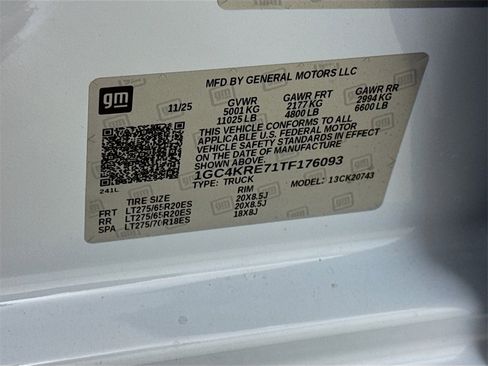 gm
MFD BY GENERAL MOTORS LLC
11/25 GVWR GAWR FRT GAWR RR
5001 KG 2177 KG 2994 KG
11025 LB 4800 LB 6600 LB
THIS VEHICLE CONFORMS TO ALL
APPLICABLE U.S. FEDERAL MOTOR
VEHICLE SAFETY STANDARDS IN EFFECT
ON THE DATE OF MANUFACTURE
SHOWN ABOVE.
1GC4KRE71TF176093
TYPE: TRUCK MODEL: 13CK20743
241L
TIRE SIZE RIM
FRT LT275/65R20ES 20X8.5J
RR LT275/65R20ES 20X8.5J
SPA LT275/70R18ES 18X8J